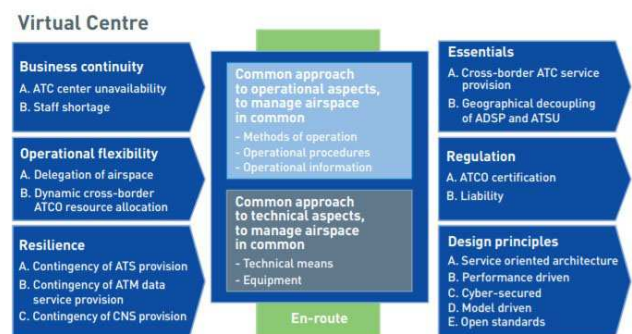 Virtual Centre
Business continuity
A. ATC center unavailability
B. Staff shortage
Operational flexibility
A. Delegation of airspace
B. Dynamic cross-border
ATCO resource allocation
Resilience
A. Contingency of ATS provision
B. Contingency of ATM data
service provision
C. Contingency of CNS provision
Common approach
to operational aspects,
to manage airspace
in common
- Methods of operation
- Operational procedures
- Operational information
Common approach
to technical aspects,
to manage airspace
in common
- Technical means
- Equipment
En-route
Essentials
A. Cross-border ATC service
provision
B. Geographical decoupling
of ADSP and ATSU
Regulation
A. ATCO certification
B. Liability
Design principles
A. Service oriented architecture
B. Performance driven
C. Cyber-secured
D. Model driven
E. Open standards